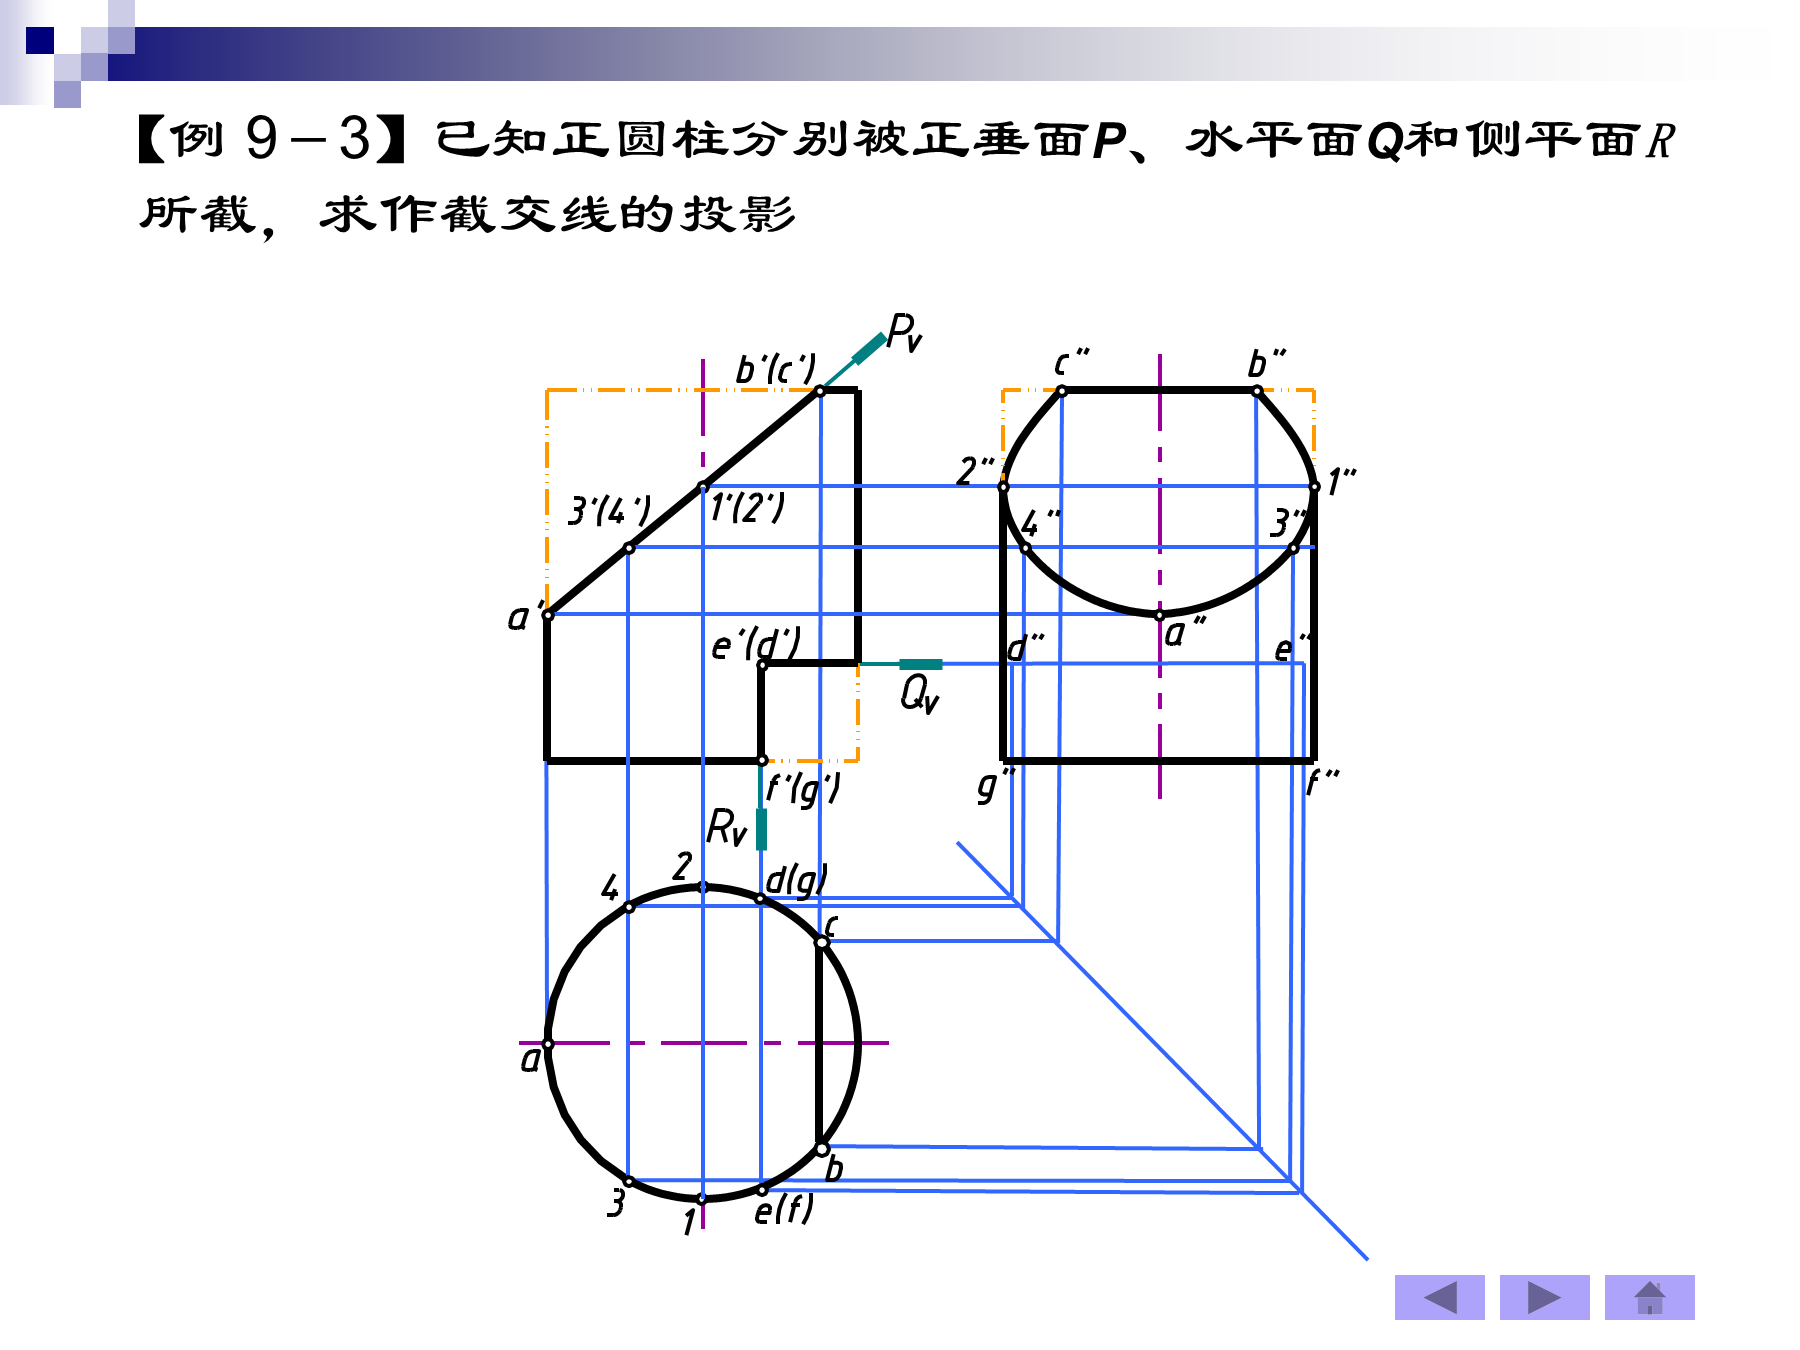 【例 9－3】已知正圆柱分别被正垂面P、水平面Q和侧平面R
所截，求作截交线的投影
Pv
b'(c')
c"
b"
2"
1"
3'(4')
1'(2')
4"
3"
a'
a"
e'(d')
d"
e"
Qv
g"
f"
f'(g')
Rv
2
d(g)
4
c
a
b
3
1
e(f)